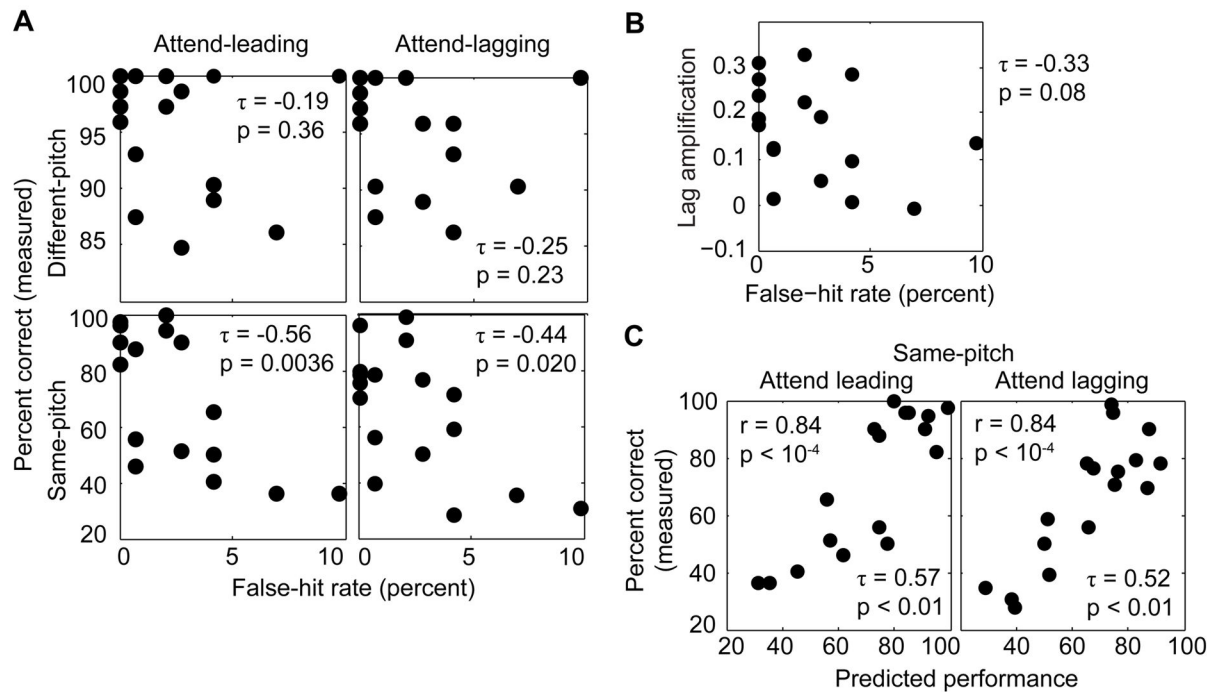 A
Attend-leading
Attend-lagging
Percent correct (measured)
Different-pitch
100
95
90
85
τ = -0.19
p = 0.36
τ = -0.25
p = 0.23
Same-pitch
100
80
60
40
20
τ = -0.56
p = 0.0036
τ = -0.44
p = 0.020
0
5
10
0
5
10
False-hit rate (percent)
B
Lag amplification
0.3
0.2
0.1
0
−0.1
τ = -0.33
p = 0.08
0
5
10
False−hit rate (percent)
C
Same-pitch
Attend leading
Attend lagging
Percent correct
(measured)
100
80
60
40
20
r = 0.84
p < 10⁻⁴
τ = 0.57
p < 0.01
r = 0.84
p < 10⁻⁴
τ = 0.52
p < 0.01
20
40
60
80
100
40
60
80
100
Predicted performance